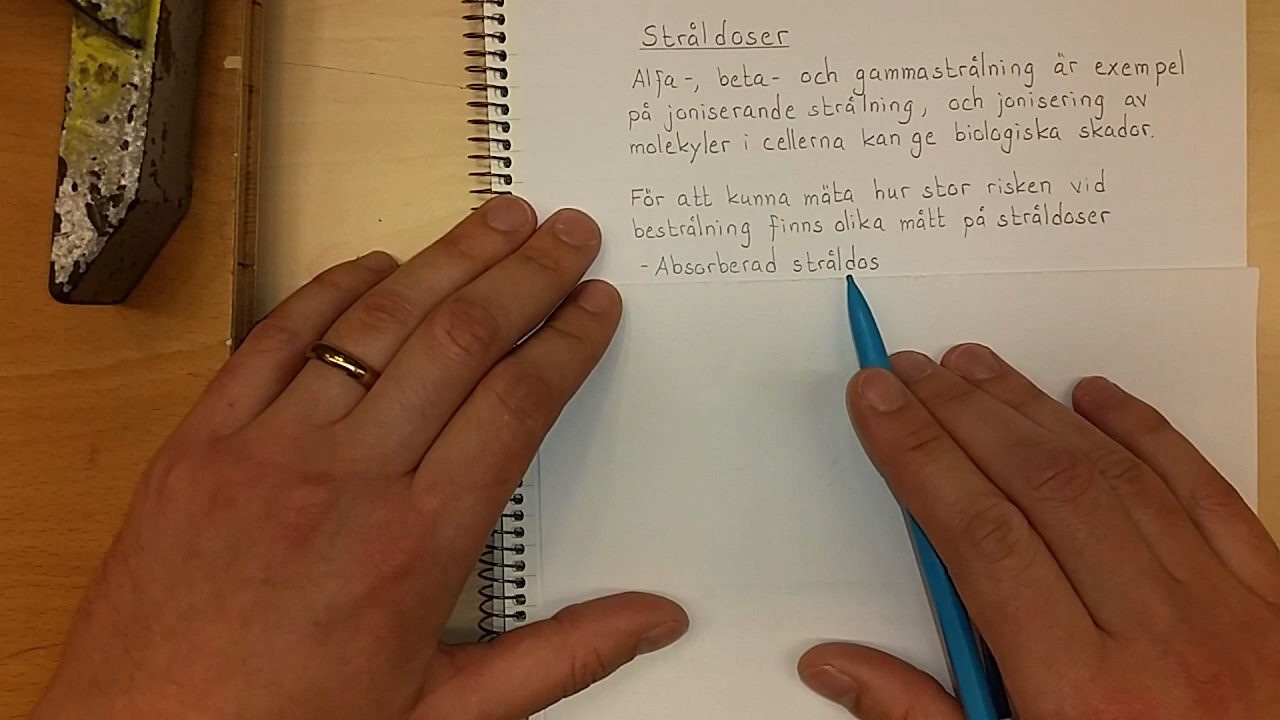 Stråldoser
Alfa-, beta- och gammastrålning är exempel
på joniserande strålning, och jonisering av
molekyler i cellerna kan ge biologiska skador.
För att kunna mäta hur stor risken vid
bestrålning finns olika mått på stråldoser
- Absorberad stråldos